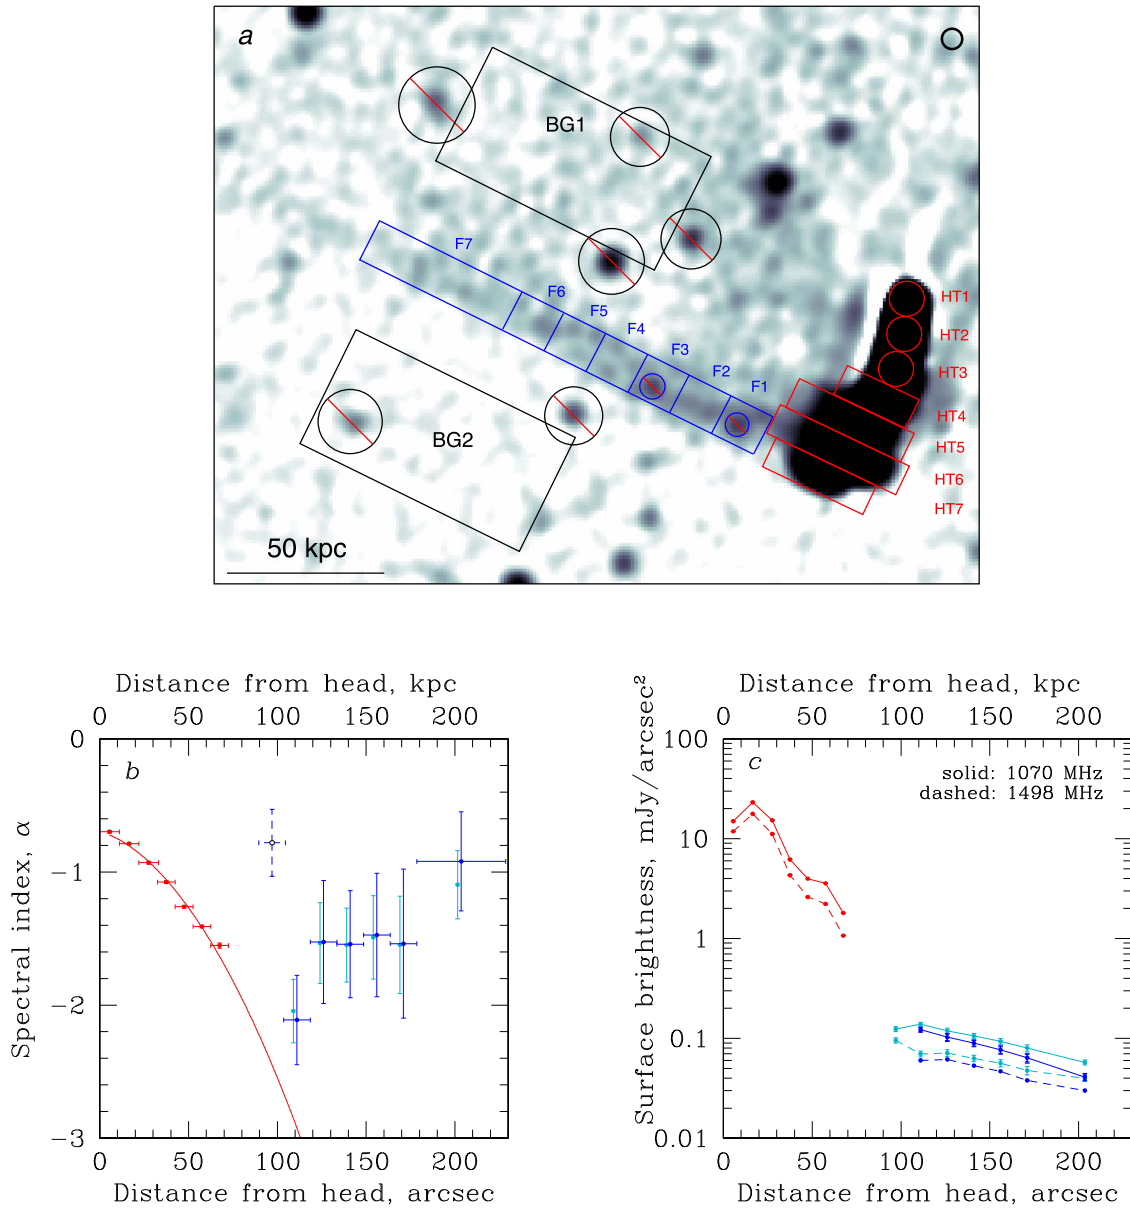 a
BG1
F7
F6
F5
F4
F3
F2
F1
HT1
HT2
HT3
HT4
HT5
HT6
HT7
BG2
50 kpc
Distance from head, kpc
0 50 100 150 200
b
Spectral index, α
0
−1
−2
−3
0 50 100 150 200
Distance from head, arcsec
Distance from head, kpc
0 50 100 150 200
c
solid: 1070 MHz
dashed: 1498 MHz
Surface brightness, mJy/arcsec²
100
10
1
0.1
0.01
0 50 100 150 200
Distance from head, arcsec